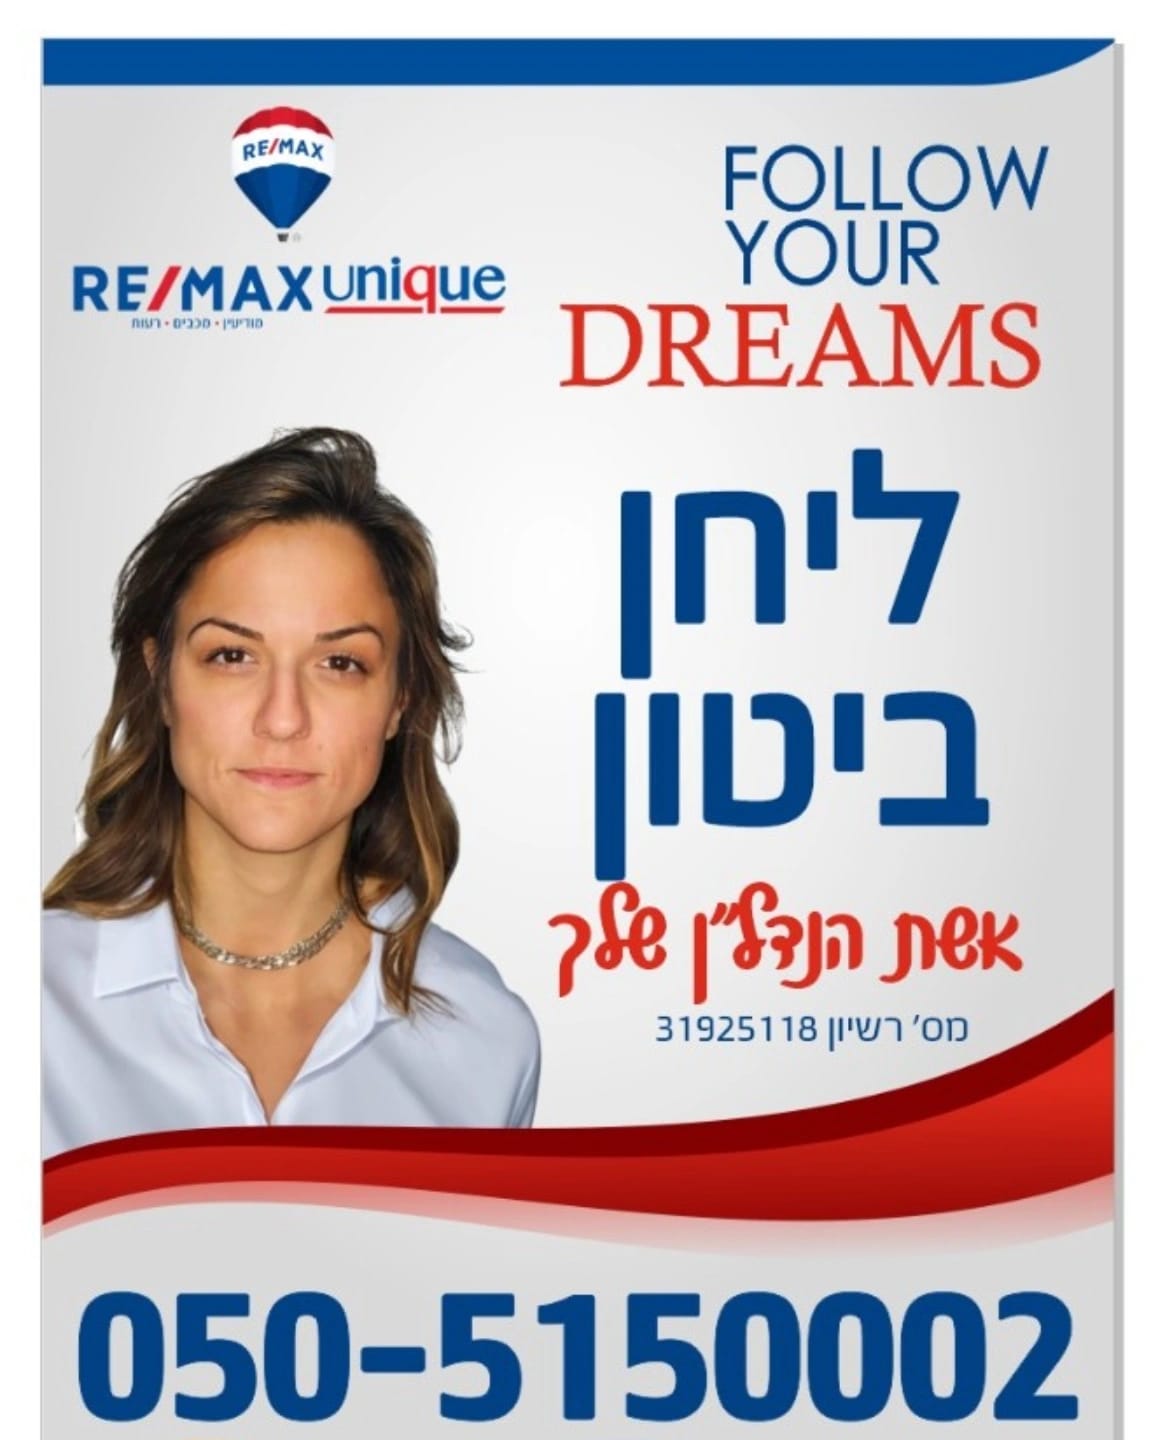 RE/MAX
RE/MAX unique
מודיעין • מכבים • רעות
FOLLOW
YOUR
DREAMS
ליחן
ביטון
אשת הנדל"ן שלך
מס' רשיון 31925118
050-5150002